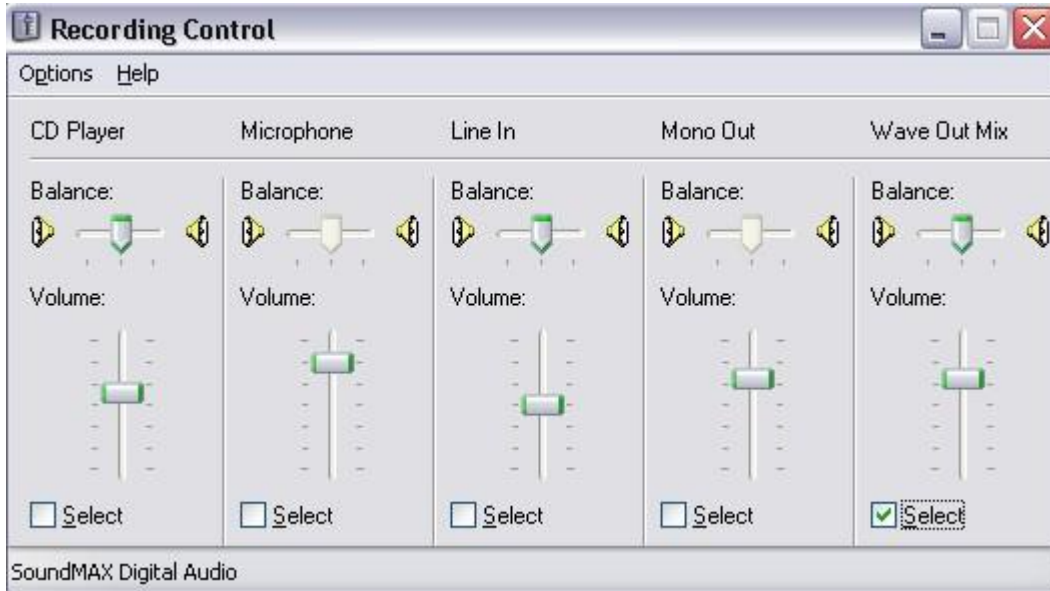 Recording Control
Options Help
CD Player Microphone Line In Mono Out Wave Out Mix
Balance: Balance: Balance: Balance: Balance:
Volume: Volume: Volume: Volume: Volume:
Select Select Select Select Select
SoundMAX Digital Audio